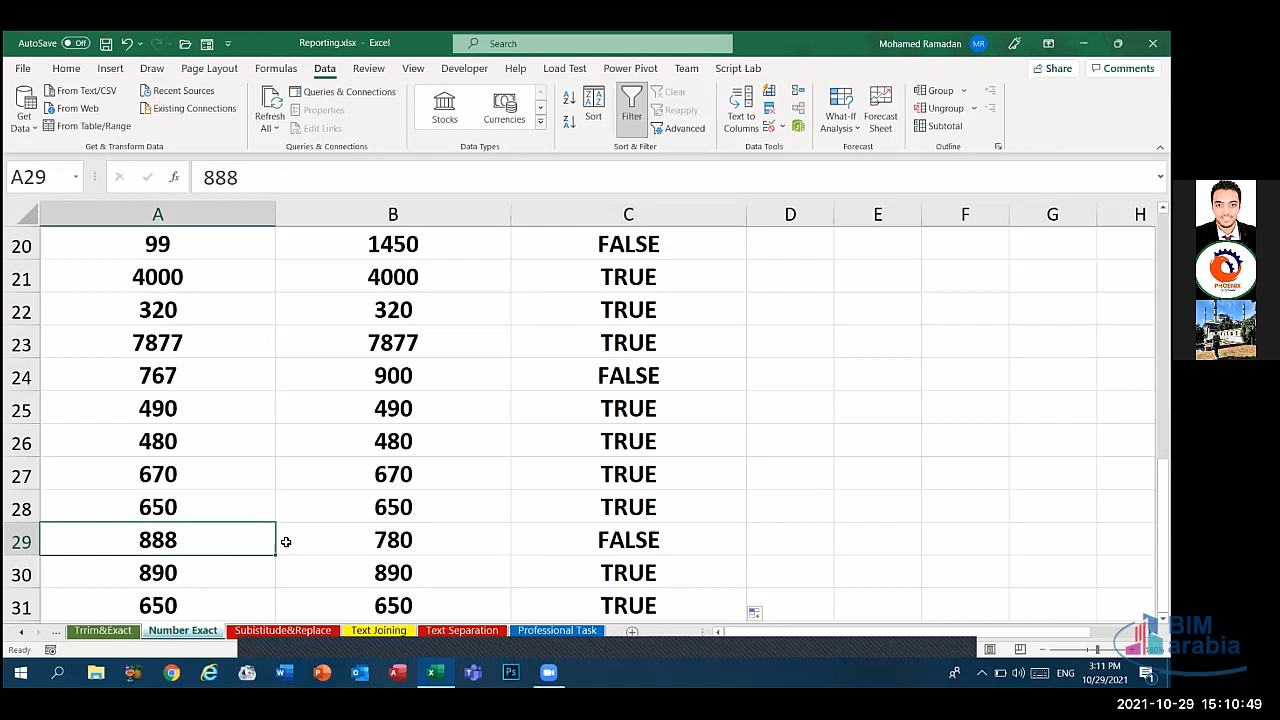 AutoSave Off Reporting.xlsx - Excel Search Mohamed Ramadan MR
File Home Insert Draw Page Layout Formulas Data Review View Developer Help Load Test Power Pivot Team Script Lab Share Comments
Get Data
From Text/CSV
From Web
From Table/Range
Recent Sources
Existing Connections
Get & Transform Data
Refresh All
Queries & Connections
Properties
Edit Links
Queries & Connections
Stocks Currencies
Data Types
Sort Filter
Clear
Reapply
Advanced
Sort & Filter
Text to Columns
Data Tools
What-If Analysis
Forecast Sheet
Forecast
Group
Ungroup
Subtotal
Outline
A29 fx 888
A B C D E F G H
20 99 1450 FALSE
21 4000 4000 TRUE
22 320 320 TRUE
23 7877 7877 TRUE
24 767 900 FALSE
25 490 490 TRUE
26 480 480 TRUE
27 670 670 TRUE
28 650 650 TRUE
29 888 780 FALSE
30 890 890 TRUE
31 650 650 TRUE
... Trrim&Exact Number Exact Subistitude&Replace Text Joining Text Separation Professional Task
Ready
PHOENIX
BIM arabia
ENG
3:11 PM
10/29/2021
2021-10-29 15:10:49